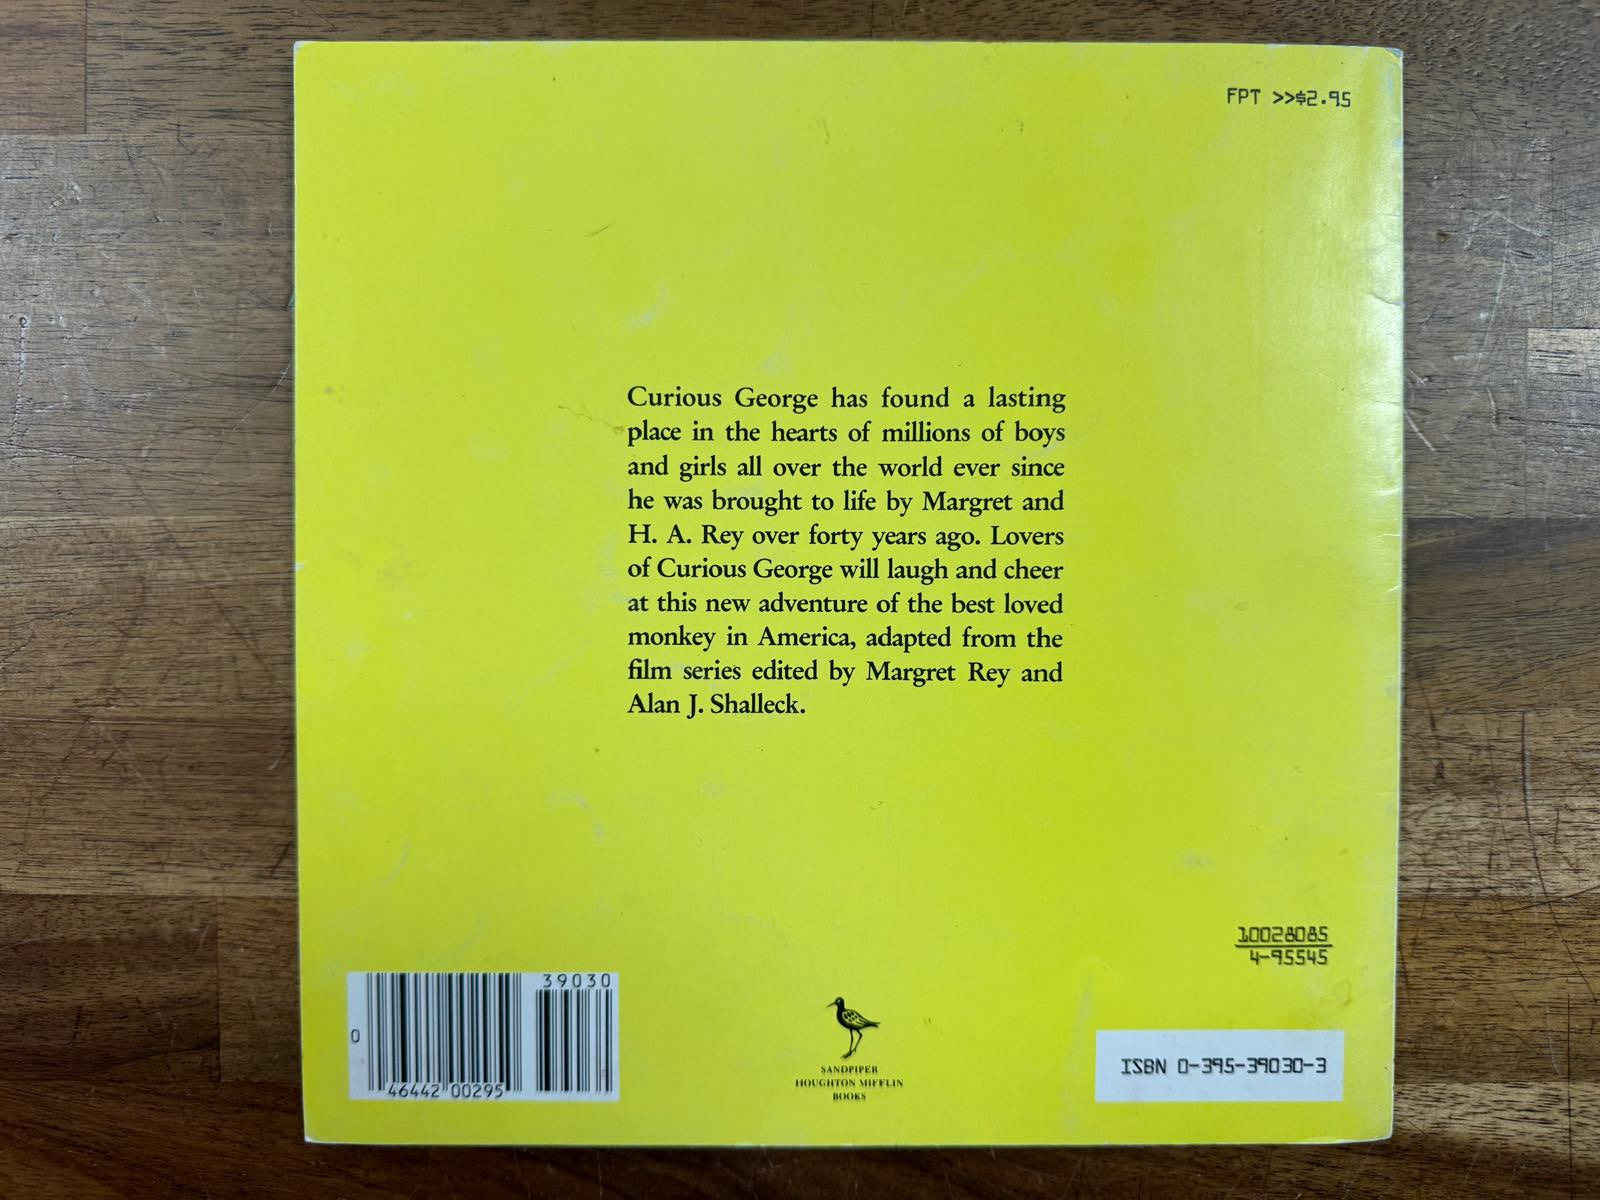 FPT >>$2.95
Curious George has found a lasting
place in the hearts of millions of boys
and girls all over the world ever since
he was brought to life by Margret and
H. A. Rey over forty years ago. Lovers
of Curious George will laugh and cheer
at this new adventure of the best loved
monkey in America, adapted from the
film series edited by Margret Rey and
Alan J. Shalleck.
10028085
4-95545
39030
0
46442 00295
SANDPIPER
HOUGHTON MIFFLIN
BOOKS
ISBN 0-395-39030-3